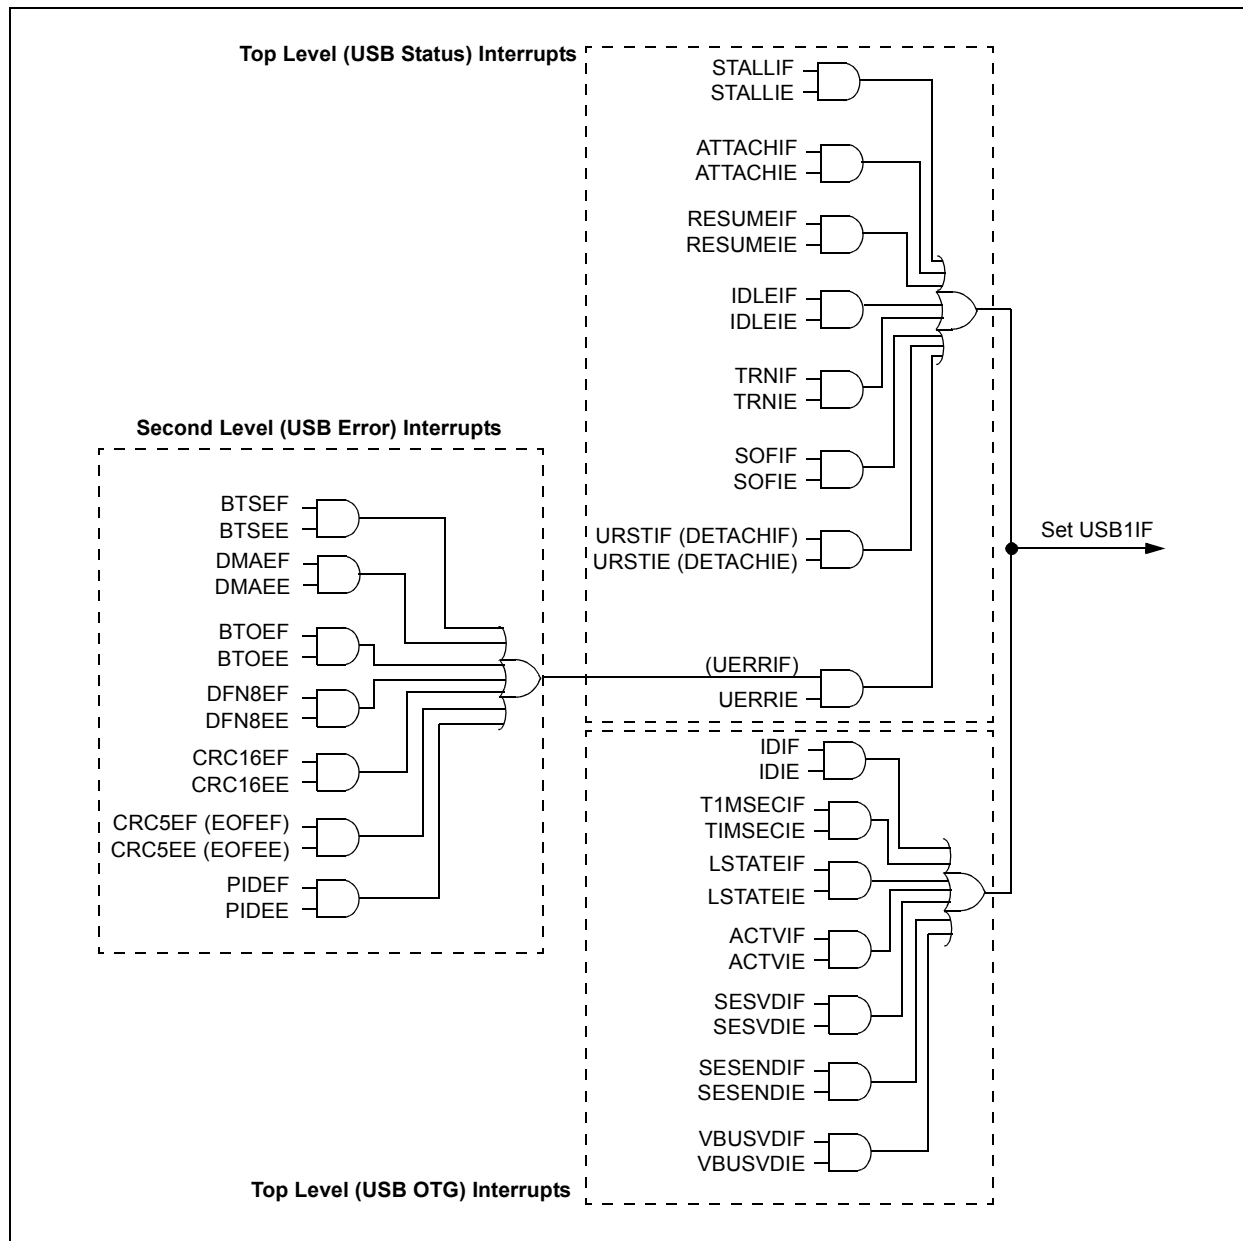 Top Level (USB Status) Interrupts
STALLIF
STALLIE
ATTACHIF
ATTACHIE
RESUMEIF
RESUMEIE
IDLEIF
IDLEIE
TRNIF
TRNIE
SOFIF
SOFIE
URSTIF (DETACHIF)
URSTIE (DETACHIE)
(UERRIF)
UERRIE
Set USB1IF
Second Level (USB Error) Interrupts
BTSEF
BTSEE
DMAEF
DMAEE
BTOEF
BTOEE
DFN8EF
DFN8EE
CRC16EF
CRC16EE
CRC5EF (EOFEF)
CRC5EE (EOFEE)
PIDEF
PIDEE
IDIF
IDIE
T1MSECIF
TIMSECIE
LSTATEIF
LSTATEIE
ACTVIF
ACTVIE
SESVDIF
SESVDIE
SESENDIF
SESENDIE
VBUSVDIF
VBUSVDIE
Top Level (USB OTG) Interrupts